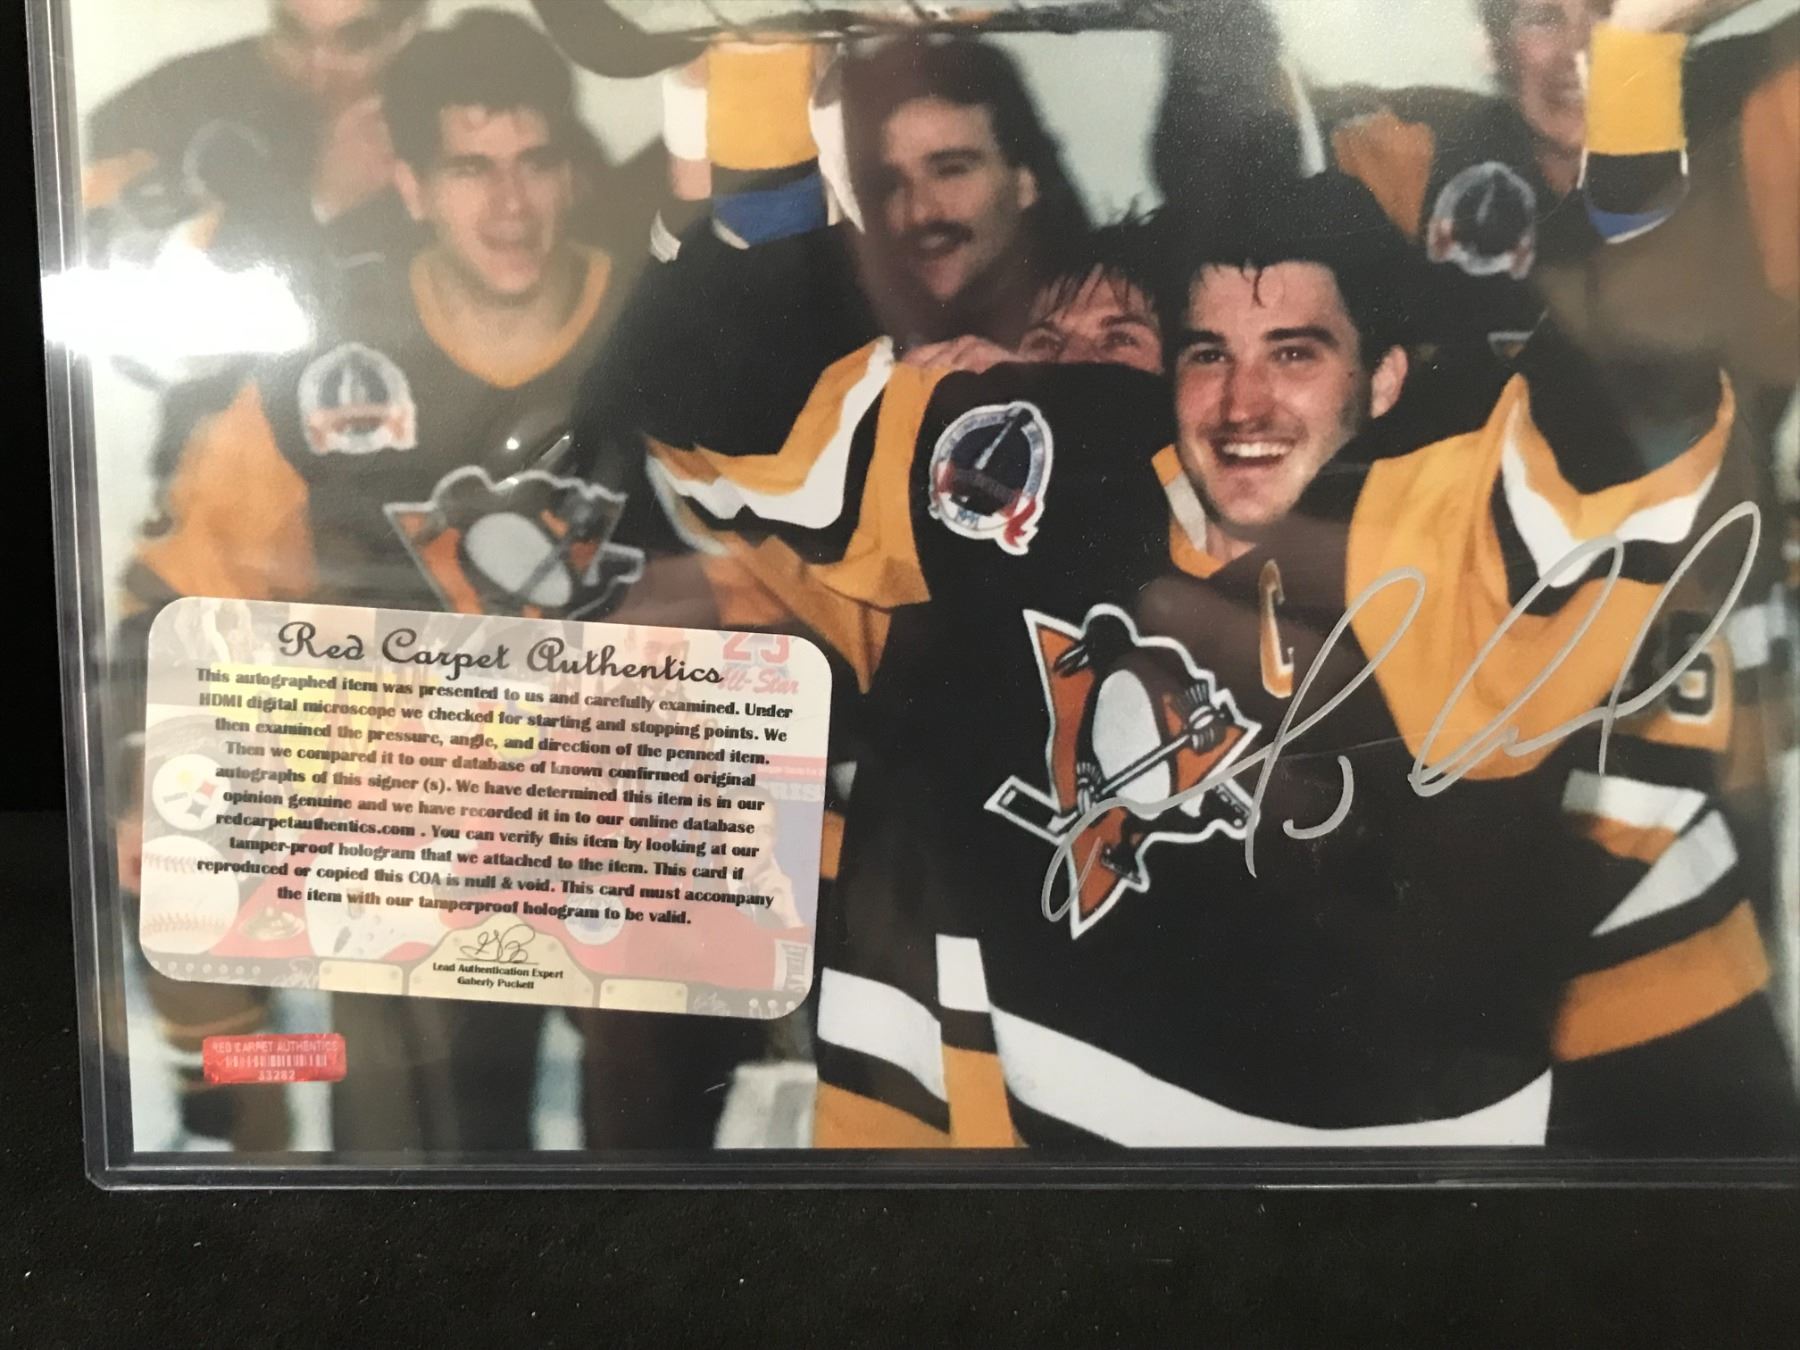 Red Carpet Authentics
This autographed item was presented to us and carefully examined. Under
HDMI digital microscope we checked for starting and stopping points. We
then examined the pressure, angle, and direction of the penned item.
Then we compared it to our database of known confirmed original
autographs of this signer (s). We have determined this item is in our
opinion genuine and we have recorded it in to our online database
redcarpetauthentics.com . You can verify this item by looking at our
tamper-proof hologram that we attached to the item. This card if
reproduced or copied this COA is null & void. This card must accompany
the item with our tamperproof hologram to be valid.
Lead Authentication Expert
Gaberly Puckett
RED CARPET AUTHENTICS
33282
23
All-Star
1991
C